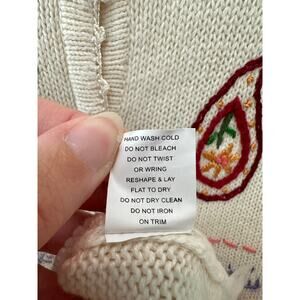 HAND WASH COLD
DO NOT BLEACH
DO NOT TWIST
OR WRING
RESHAPE & LAY
FLAT TO DRY
DO NOT DRY CLEAN
DO NOT IRON
ON TRIM